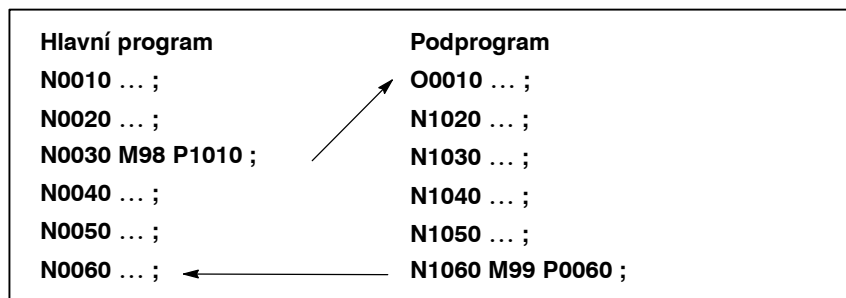 Hlavní program
N0010 … ;
N0020 … ;
N0030 M98 P1010 ;
N0040 … ;
N0050 … ;
N0060 … ;
Podprogram
O0010 … ;
N1020 … ;
N1030 … ;
N1040 … ;
N1050 … ;
N1060 M99 P0060 ;